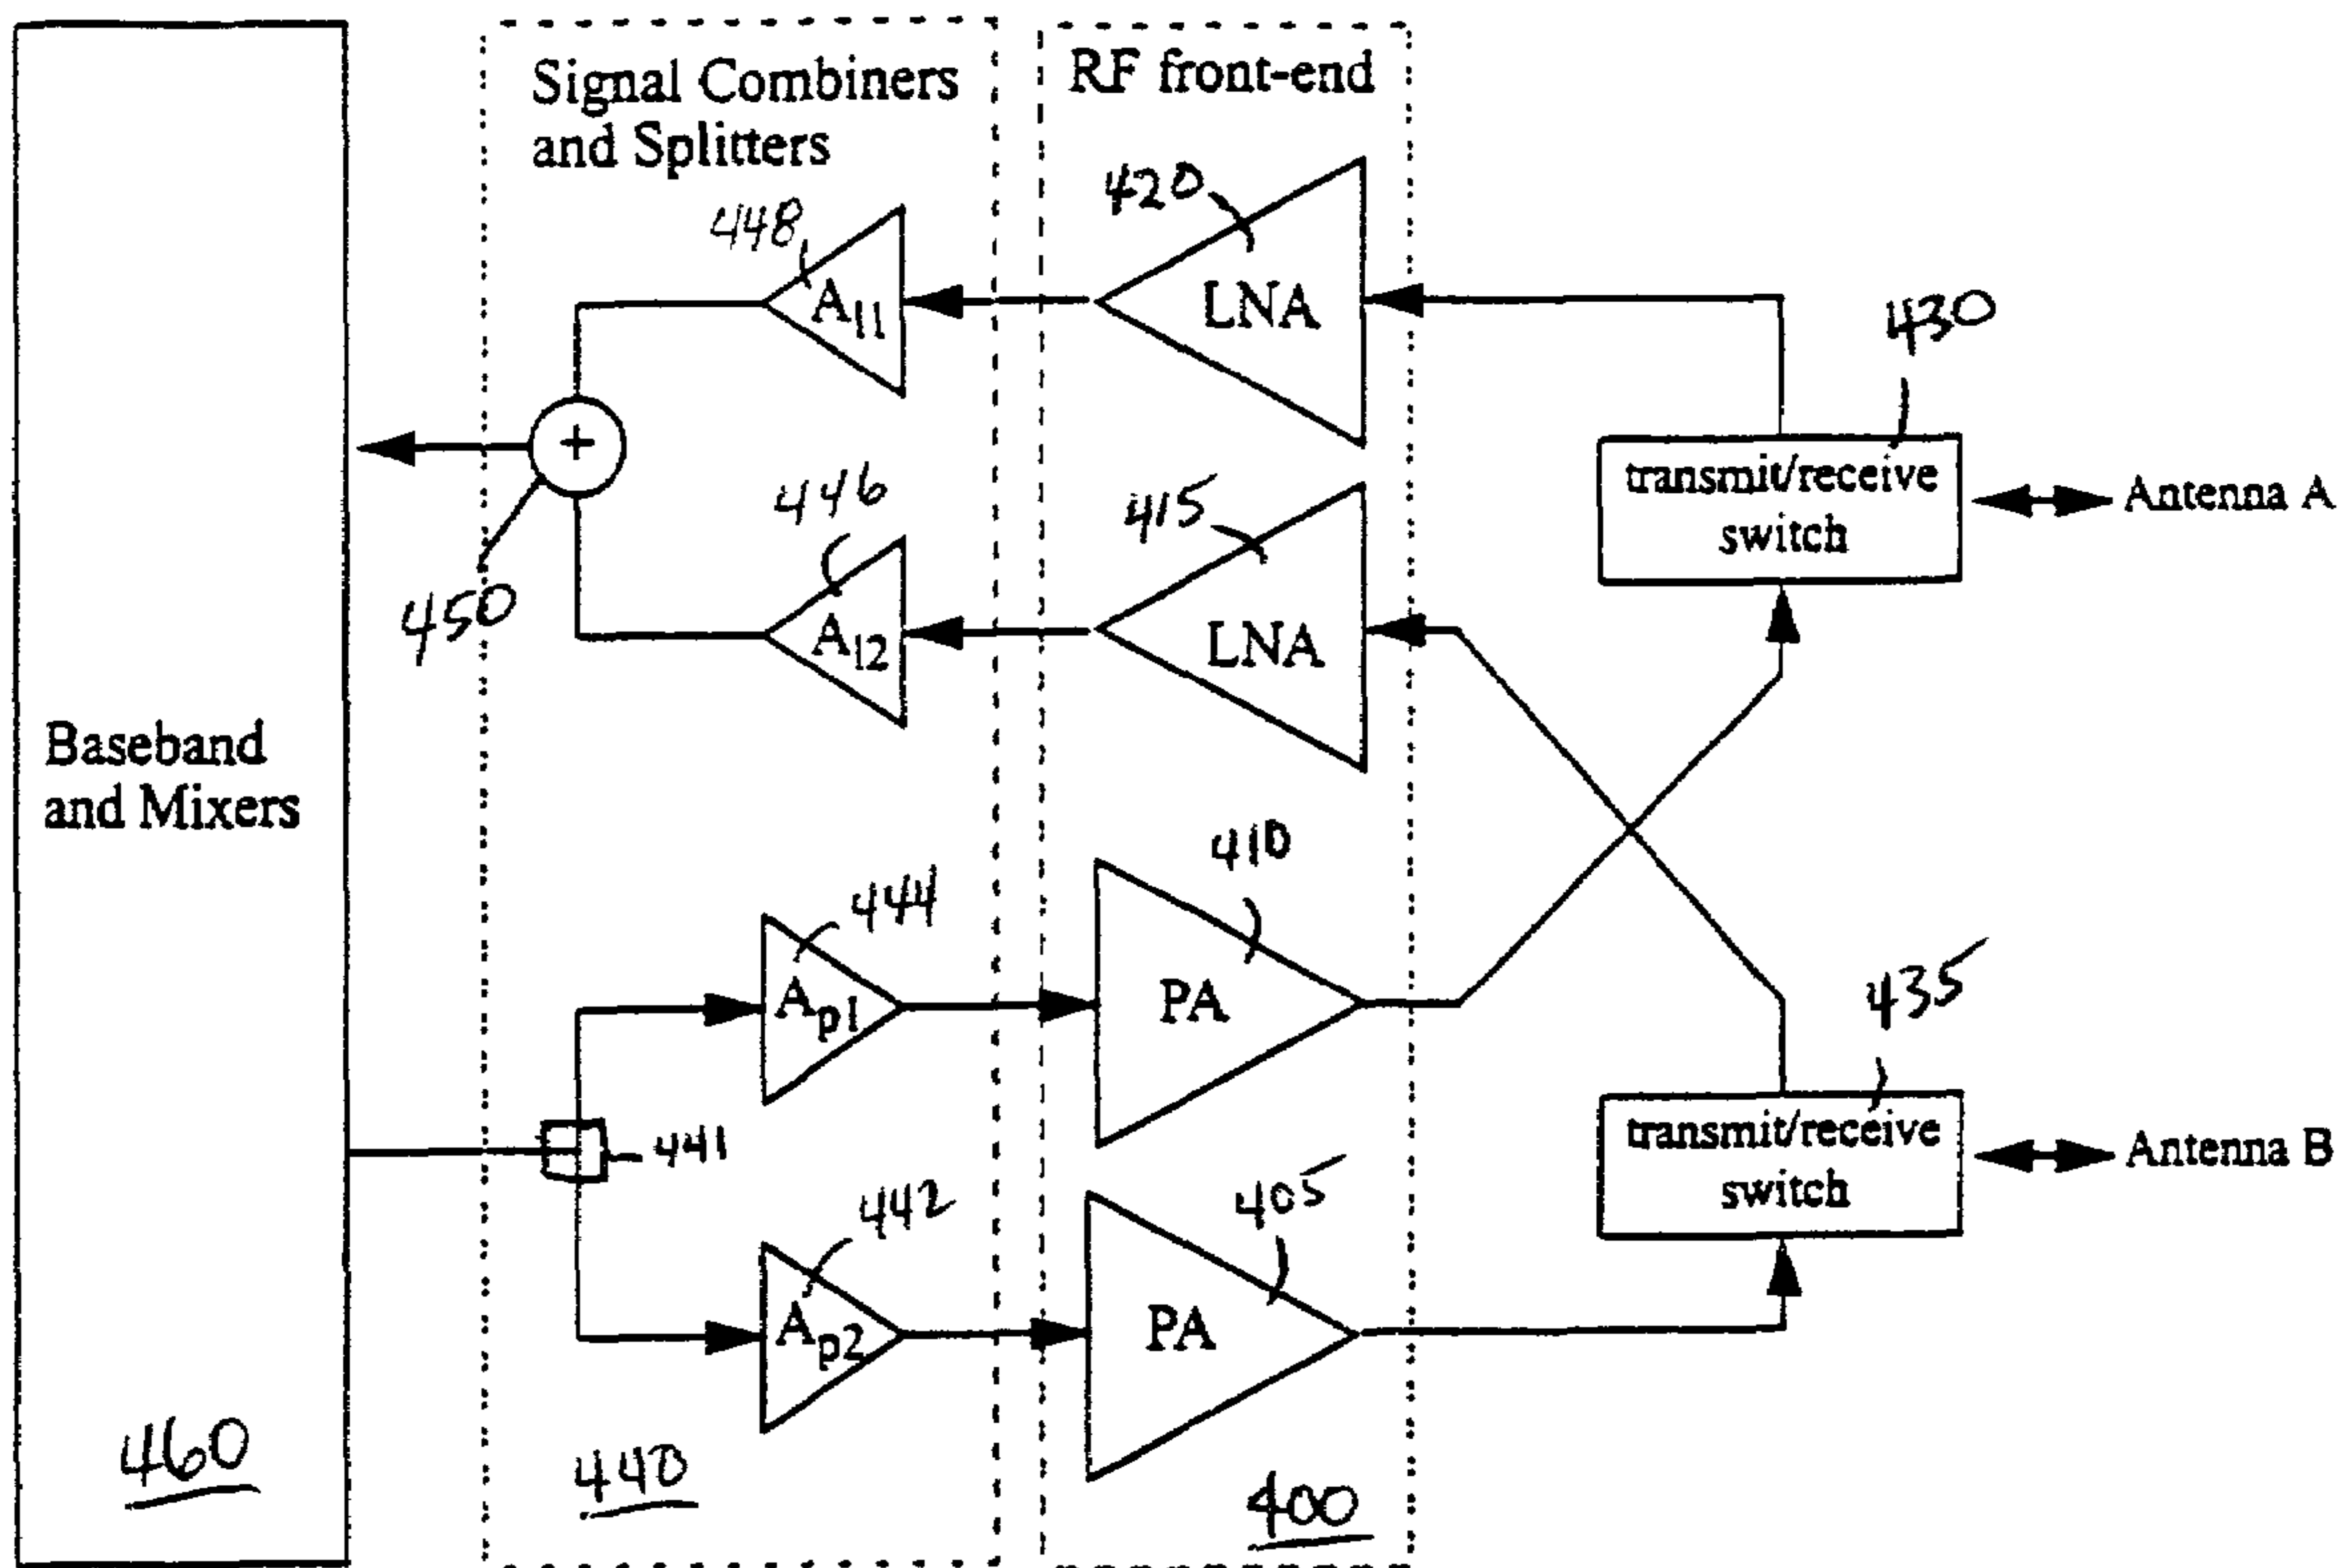 Signal Combiners
and Splitters
RF front-end
420
448
LNA
A₁₁
430
transmit/receive
switch
Antenna A
+
446
415
450
A₁₂
LNA
Baseband
and Mixers
410
444
PA
Aₚ₁
435
transmit/receive
switch
Antenna B
441
442
405
Aₚ₂
PA
460
440
400